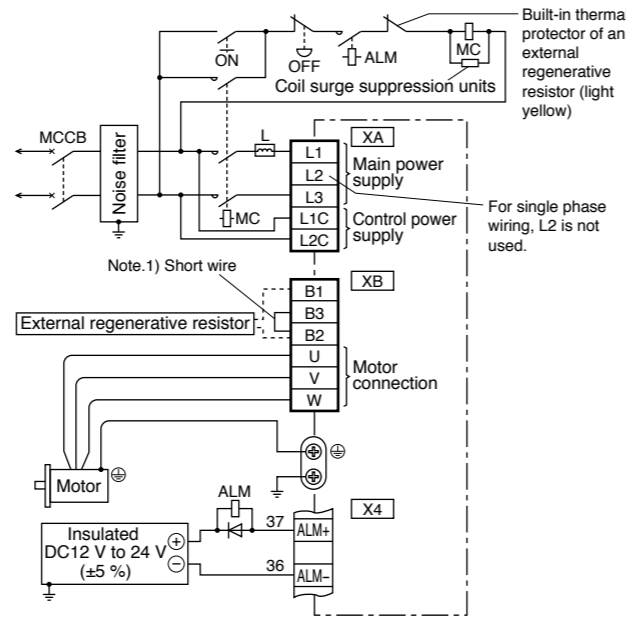 Built-in thermal
protector of an
external
regenerative
resistor (light
yellow)
ON
OFF
ALM
MC
Coil surge suppression units
MCCB
Noise filter
L
MC
XA
L1
L2
L3
L1C
L2C
Main power
supply
Control power
supply
For single phase
wiring, L2 is not
used.
Note.1) Short wire
XB
External regenerative resistor
B1
B3
B2
U
V
W
Motor
connection
Motor
ALM
X4
Insulated
DC12 V to 24 V
(±5 %)
+
−
37
ALM+
36
ALM−